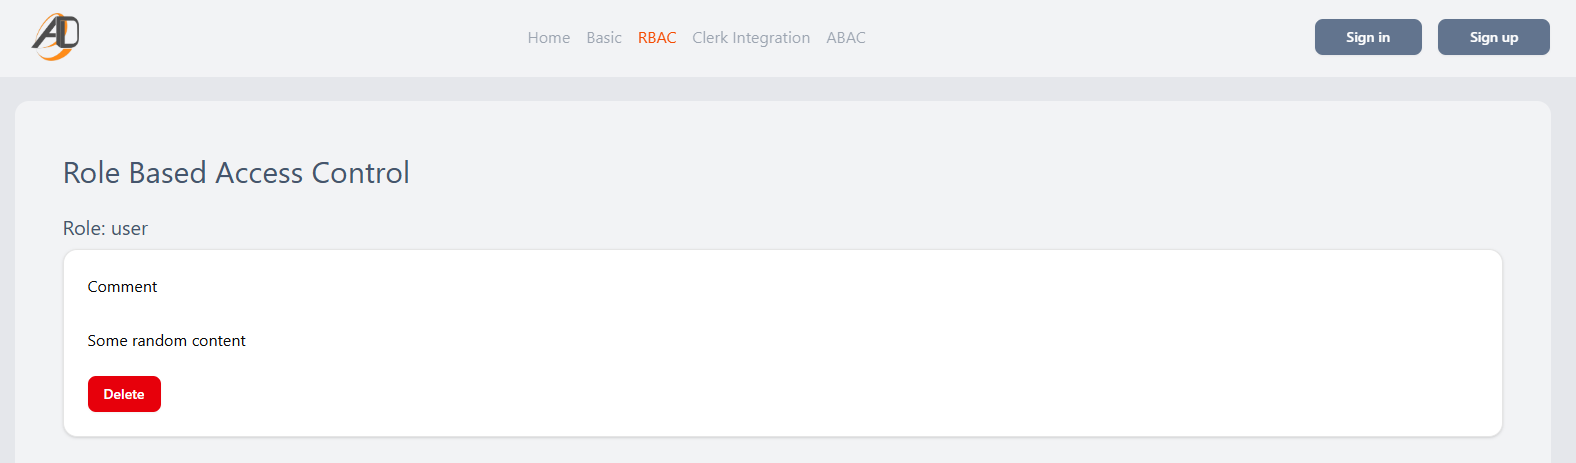 AD
Home Basic RBAC Clerk Integration ABAC
Sign in Sign up
Role Based Access Control
Role: user
Comment
Some random content
Delete